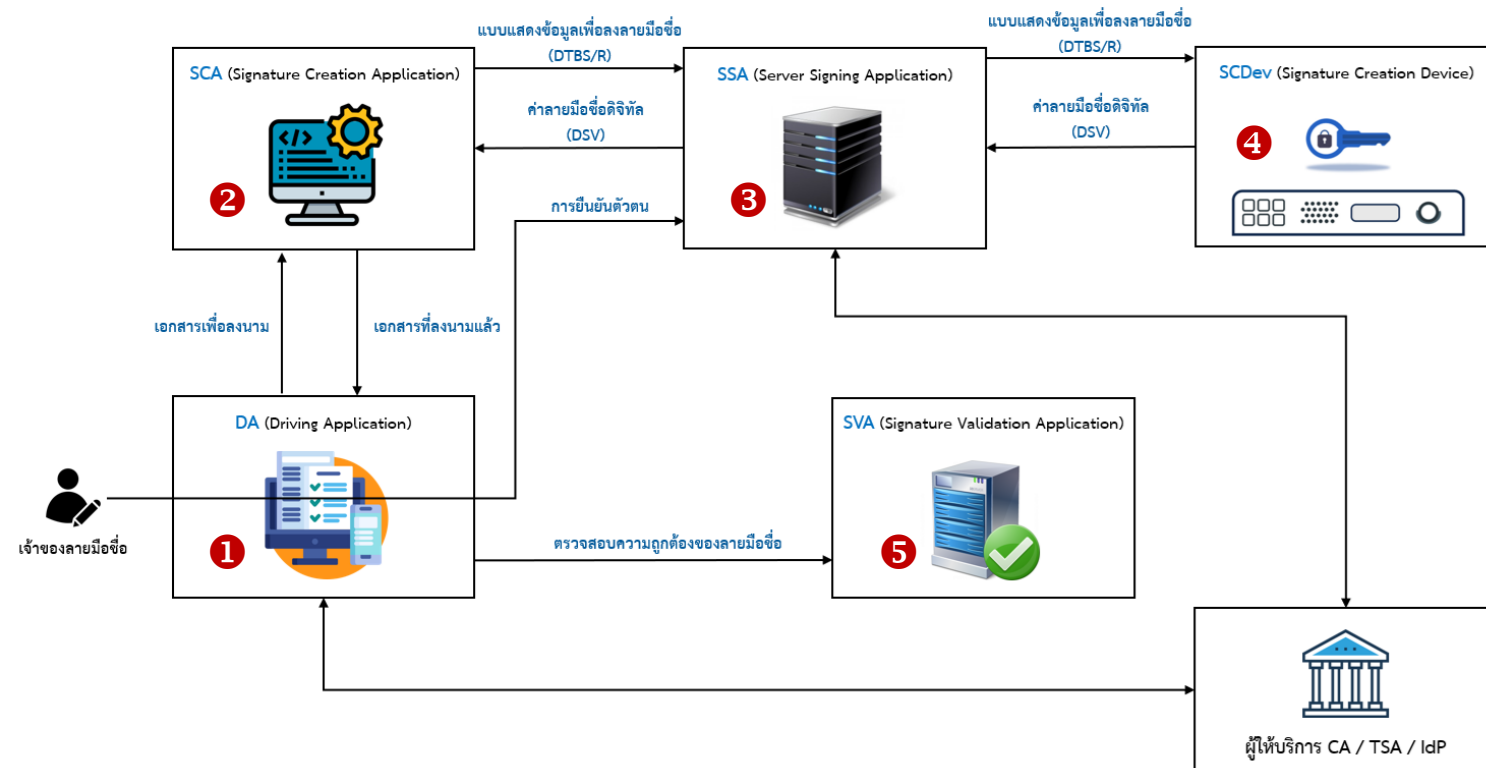 แบบแสดงข้อมูลเพื่อลงลายมือชื่อ
(DTBS/R)
แบบแสดงข้อมูลเพื่อลงลายมือชื่อ
(DTBS/R)
SCA (Signature Creation Application)
SSA (Server Signing Application)
SCDev (Signature Creation Device)
ค่าลายมือชื่อดิจิทัล
(DSV)
ค่าลายมือชื่อดิจิทัล
(DSV)
</>
2
3
4
การยืนยันตัวตน
เอกสารเพื่อลงนาม
เอกสารที่ลงนามแล้ว
DA (Driving Application)
SVA (Signature Validation Application)
เจ้าของลายมือชื่อ
1
ตรวจสอบความถูกต้องของลายมือชื่อ
5
ผู้ให้บริการ CA / TSA / IdP